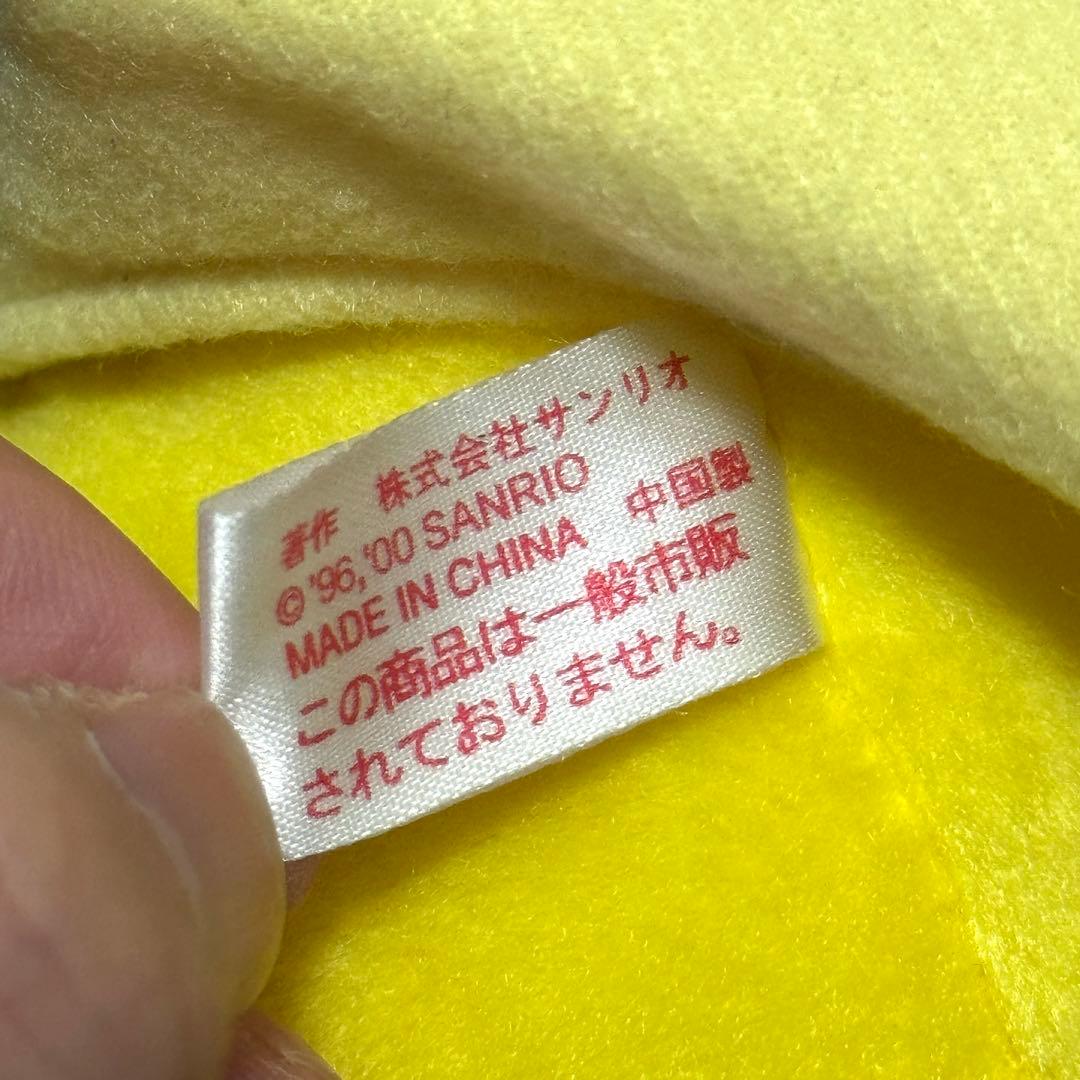 著作 株式会社サンリオ
© '96, '00 SANRIO
MADE IN CHINA 中国製
この商品は一般市販
されておりません。